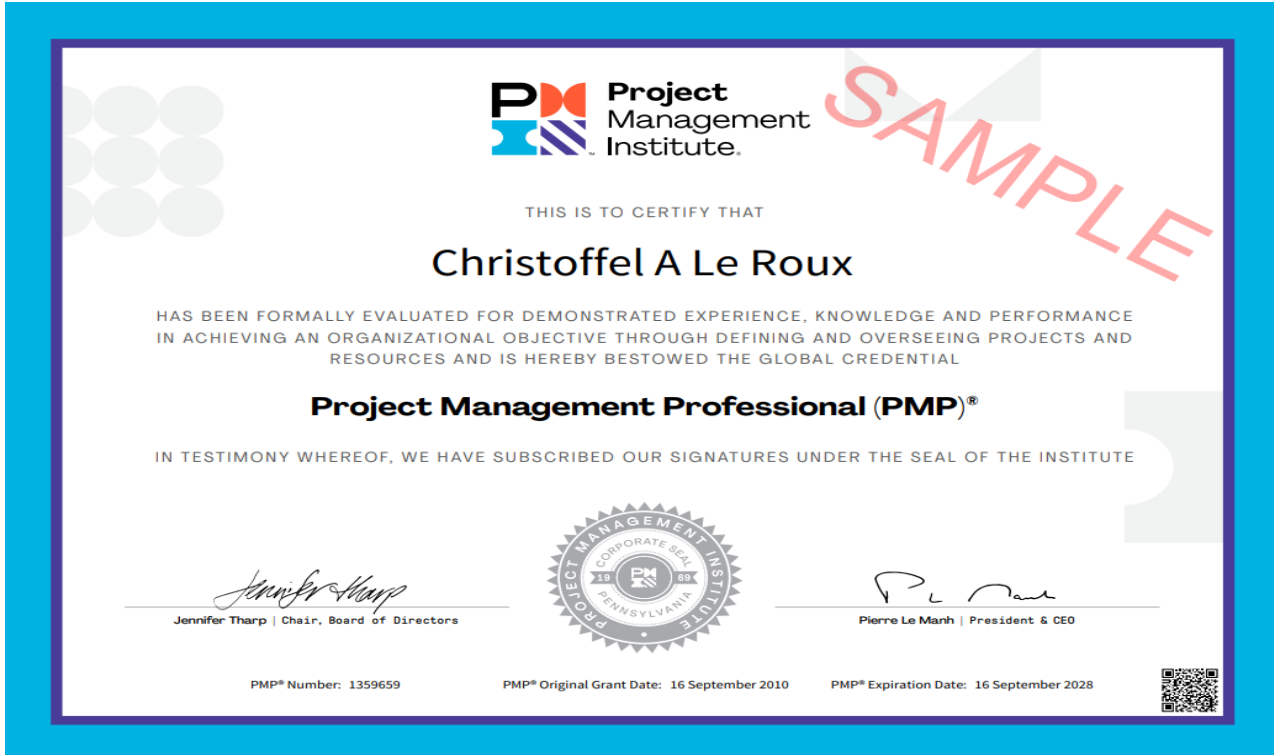 PM
Project
Management
Institute.
SAMPLE
THIS IS TO CERTIFY THAT
Christoffel A Le Roux
HAS BEEN FORMALLY EVALUATED FOR DEMONSTRATED EXPERIENCE, KNOWLEDGE AND PERFORMANCE
IN ACHIEVING AN ORGANIZATIONAL OBJECTIVE THROUGH DEFINING AND OVERSEEING PROJECTS AND
RESOURCES AND IS HEREBY BESTOWED THE GLOBAL CREDENTIAL
Project Management Professional (PMP)®
IN TESTIMONY WHEREOF, WE HAVE SUBSCRIBED OUR SIGNATURES UNDER THE SEAL OF THE INSTITUTE
PROJECT MANAGEMENT INSTITUTE
CORPORATE SEAL
19 PM 69
PENNSYLVANIA
Jennifer Tharp
Jennifer Tharp | Chair, Board of Directors
Pierre Le Manh | President & CEO
PMP® Number: 1359659
PMP® Original Grant Date: 16 September 2010
PMP® Expiration Date: 16 September 2028